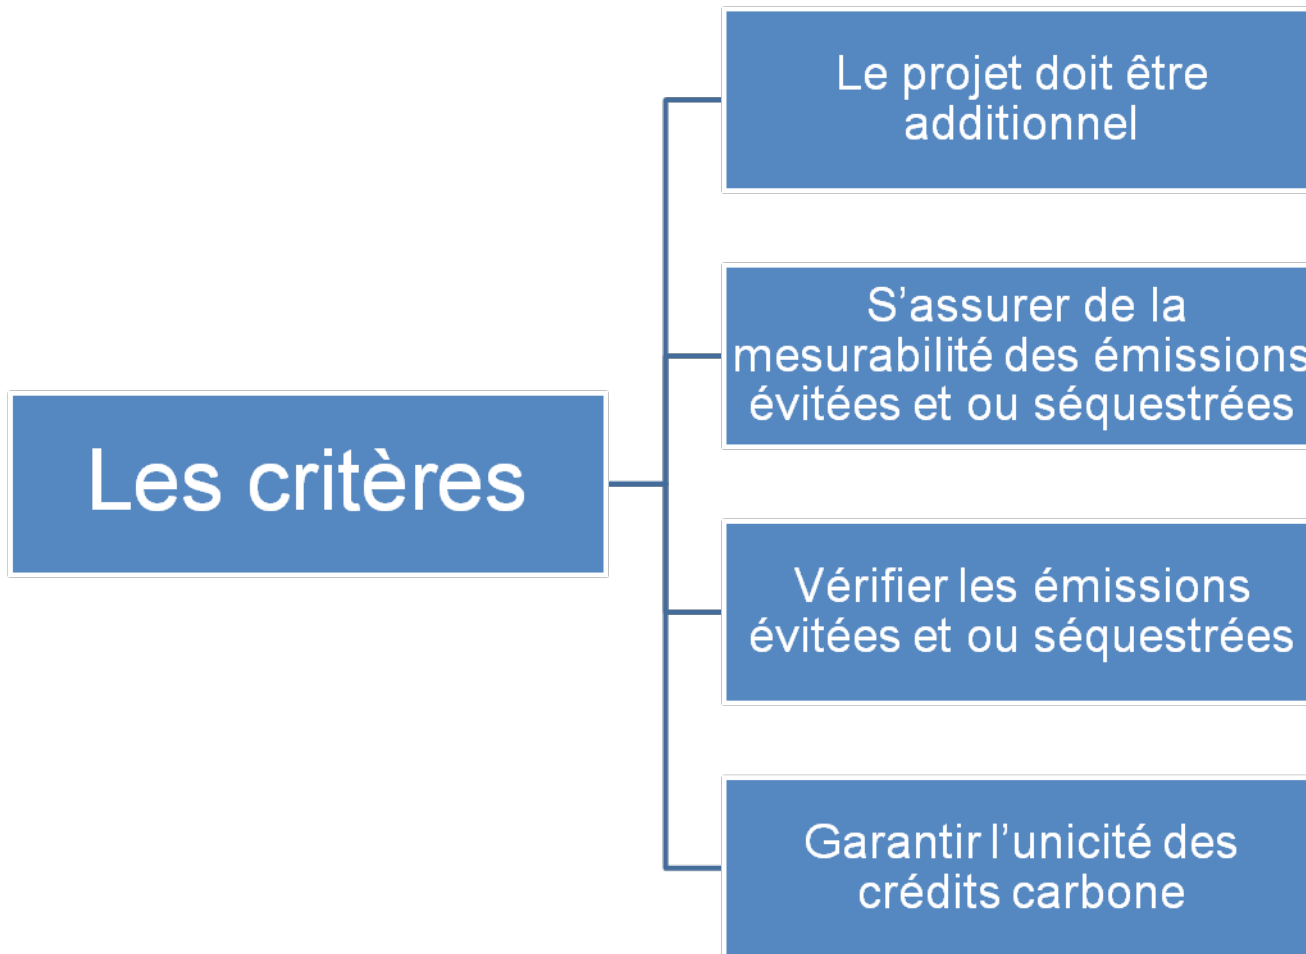 Le projet doit être
additionnel
S’assurer de la
mesurabilité des émissions
évitées et ou séquestrées
Les critères
Vérifier les émissions
évitées et ou séquestrées
Garantir l’unicité des
crédits carbone